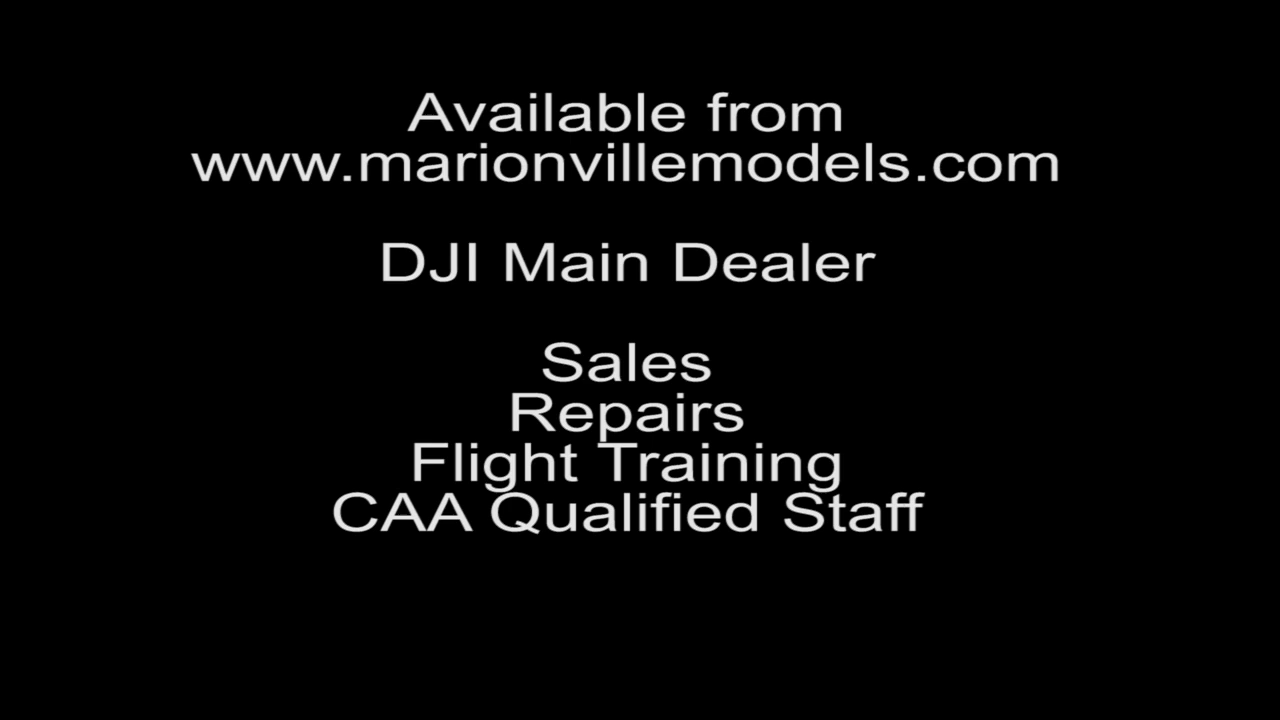 Available from
www.marionvillemodels.com
DJI Main Dealer
Sales
Repairs
Flight Training
CAA Qualified Staff